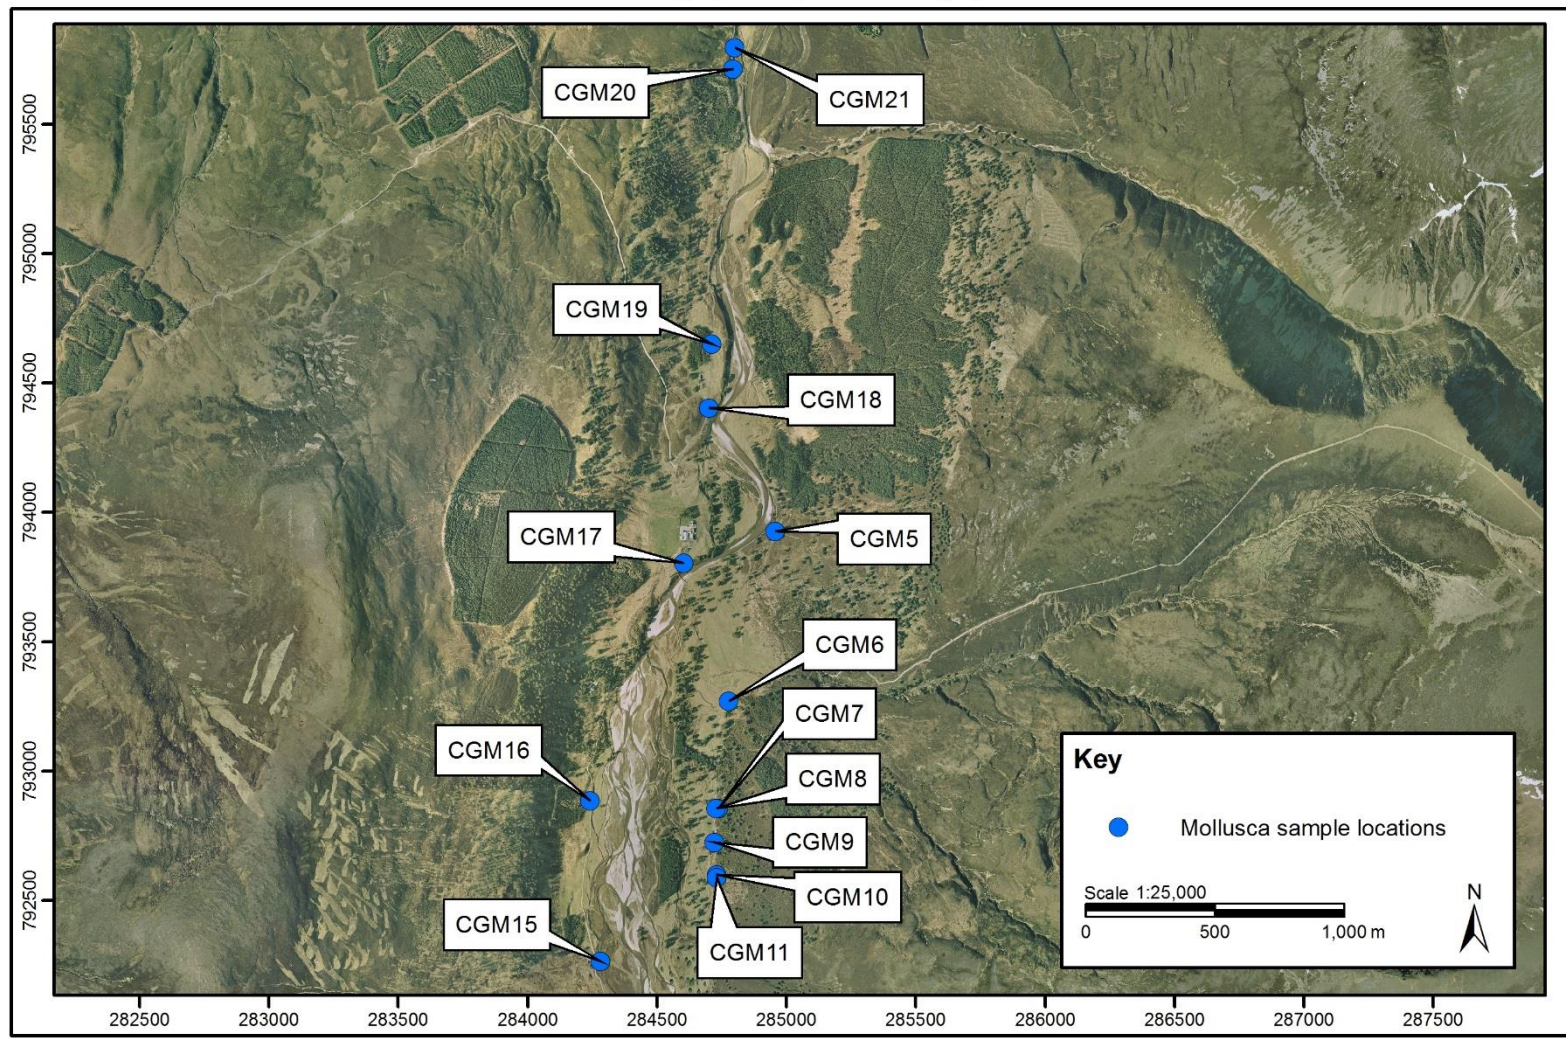 CGM20
CGM21
CGM19
CGM18
CGM17
CGM5
CGM6
CGM7
CGM16
CGM8
CGM9
CGM10
CGM15
CGM11
Key
Mollusca sample locations
Scale 1:25,000
N
0 500 1,000 m
795500
795000
794500
794000
793500
793000
792500
282500 283000 283500 284000 284500 285000 285500 286000 286500 287000 287500